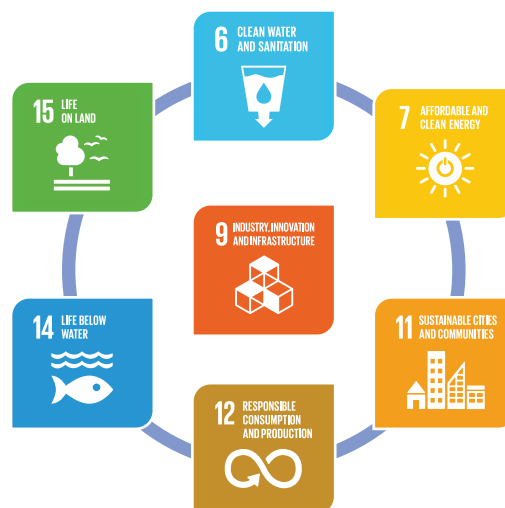 6 CLEAN WATER
AND SANITATION
15 LIFE
ON LAND
7 AFFORDABLE AND
CLEAN ENERGY
9 INDUSTRY, INNOVATION
AND INFRASTRUCTURE
14 LIFE BELOW
WATER
11 SUSTAINABLE CITIES
AND COMMUNITIES
12 RESPONSIBLE
CONSUMPTION
AND PRODUCTION